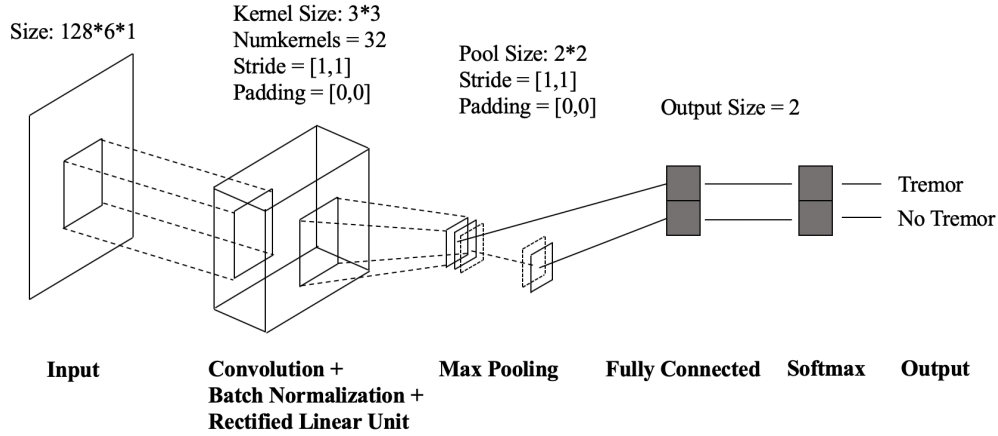 Size: 128*6*1
Kernel Size: 3*3
Numkernels = 32
Stride = [1,1]
Padding = [0,0]
Pool Size: 2*2
Stride = [1,1]
Padding = [0,0]
Output Size = 2
Tremor
No Tremor
Input
Convolution +
Batch Normalization +
Rectified Linear Unit
Max Pooling
Fully Connected
Softmax
Output